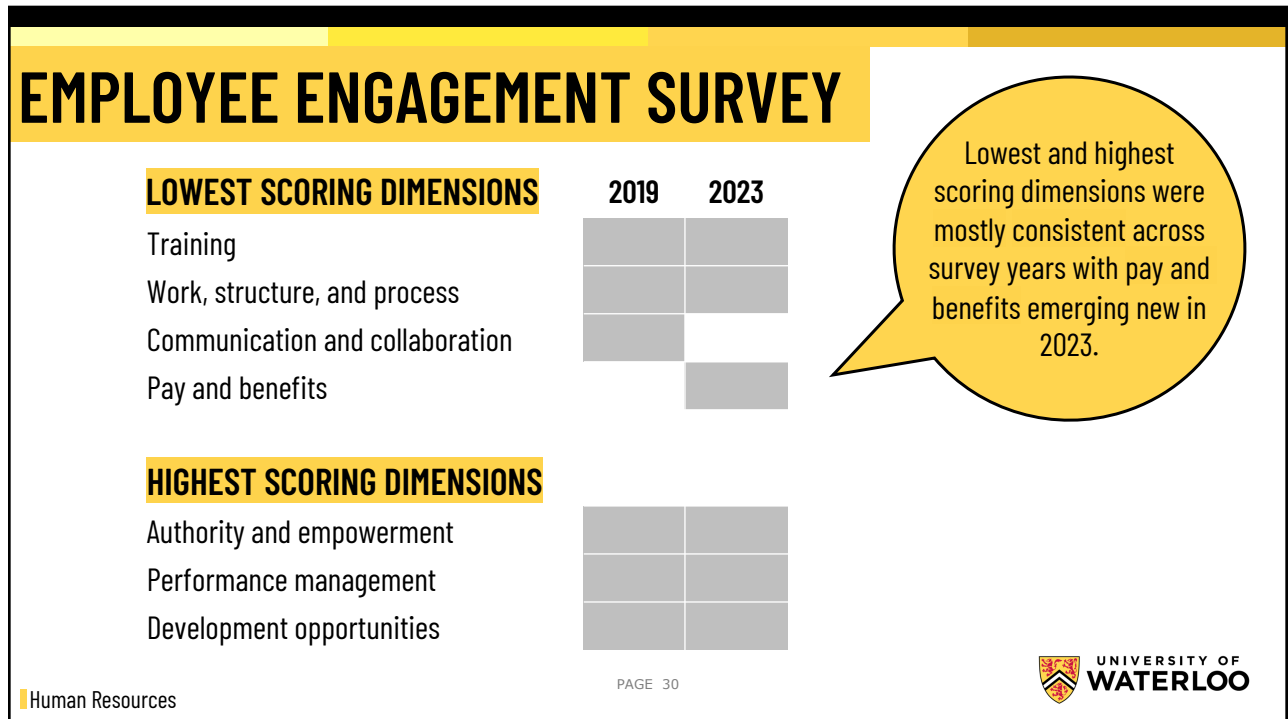 EMPLOYEE ENGAGEMENT SURVEY
LOWEST SCORING DIMENSIONS 2019 2023
Training
Work, structure, and process
Communication and collaboration
Pay and benefits
Lowest and highest
scoring dimensions were
mostly consistent across
survey years with pay and
benefits emerging new in
2023.
HIGHEST SCORING DIMENSIONS
Authority and empowerment
Performance management
Development opportunities
Human Resources
PAGE 30
UNIVERSITY OF
WATERLOO